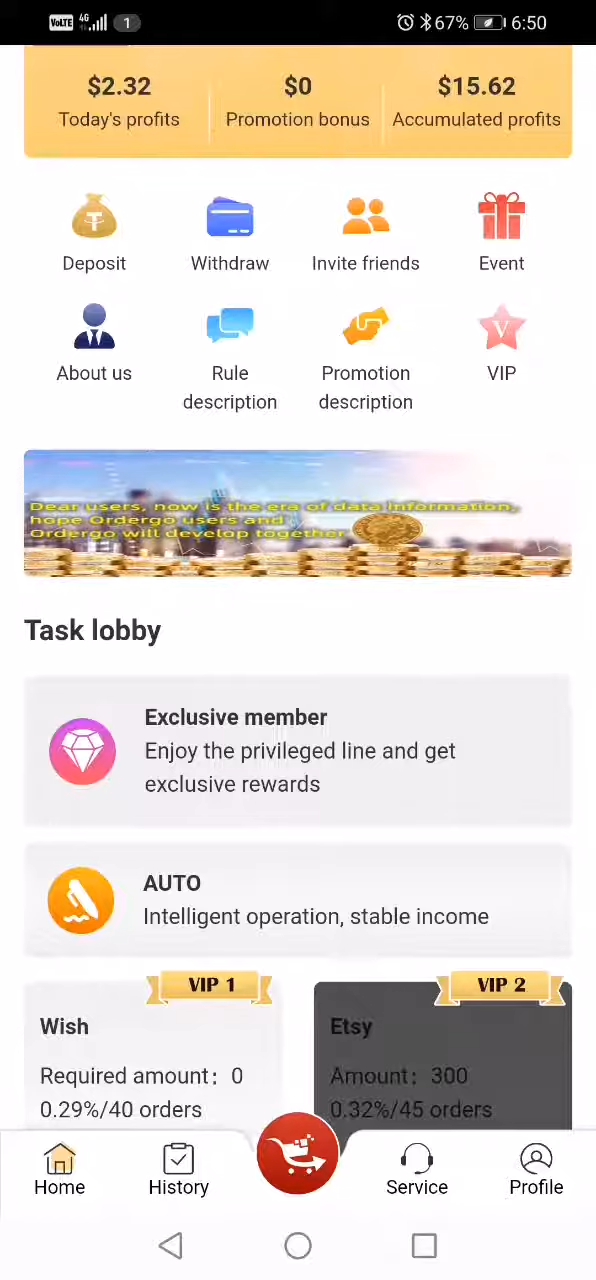 VoLTE 4G 1 67% 6:50
$2.32 $0 $15.62
Today's profits Promotion bonus Accumulated profits
Deposit Withdraw Invite friends Event
About us Rule description Promotion description VIP
Dear users, now is the era of data information,
hope Ordergo users and
Ordergo will develop together
Task lobby
Exclusive member
Enjoy the privileged line and get
exclusive rewards
AUTO
Intelligent operation, stable income
VIP 1 VIP 2
Wish Etsy
Required amount：0 Amount：300
0.29%/40 orders 0.32%/45 orders
Home History Service Profile